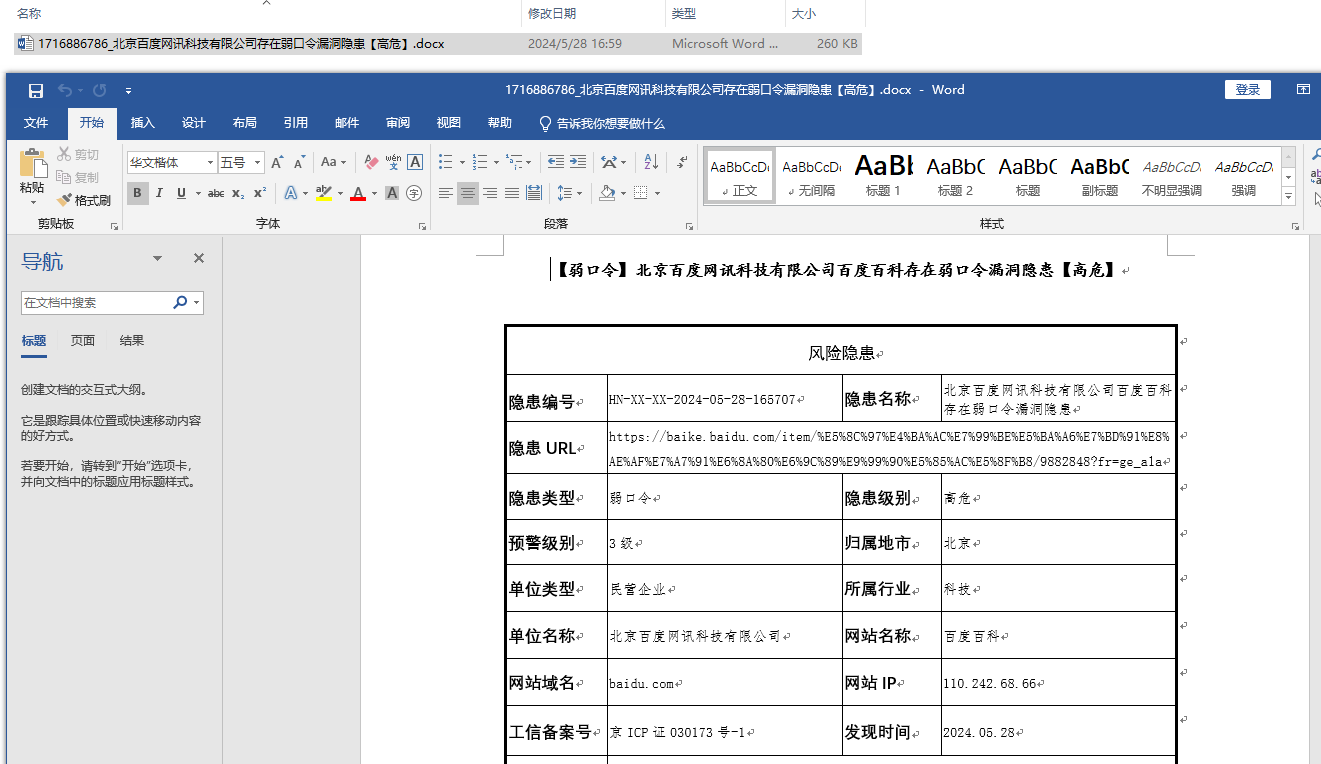 名称 修改日期 类型 大小
1716886786_北京百度网讯科技有限公司存在弱口令漏洞隐患【高危】.docx 2024/5/28 16:59 Microsoft Word ... 260 KB
1716886786_北京百度网讯科技有限公司存在弱口令漏洞隐患【高危】.docx - Word 登录
文件 开始 插入 设计 布局 引用 邮件 审阅 视图 帮助 告诉我你想要做什么
粘贴 剪切 复制 格式刷
华文楷体 五号 Aa wén 文 A
B I U abc x₂ x² A ab A A 字
AaBbCcDd 正文 AaBbCcDd 无间隔 AaBb 标题 1 AaBbC 标题 2 AaBbC 标题 AaBbC 副标题 AaBbCcD. 不明显强调 AaBbCcD. 强调
剪贴板 字体 段落 样式
导航
在文档中搜索
标题 页面 结果
创建文档的交互式大纲。
它是跟踪具体位置或快速移动内容
的好方式。
若要开始，请转到"开始"选项卡，
并向文档中的标题应用标题样式。
【弱口令】北京百度网讯科技有限公司百度百科存在弱口令漏洞隐患【高危】
风险隐患
隐患编号 HN-XX-XX-2024-05-28-165707 隐患名称 北京百度网讯科技有限公司百度百科
存在弱口令漏洞隐患
隐患 URL https://baike.baidu.com/item/%E5%8C%97%E4%BA%AC%E7%99%BE%E5%BA%A6%E7%BD%91%E8%
AE%AF%E7%A7%91%E6%8A%80%E6%9C%89%E9%99%90%E5%85%AC%E5%8F%B8/9882848?fr=ge_ala
隐患类型 弱口令 隐患级别 高危
预警级别 3 级 归属地市 北京
单位类型 民营企业 所属行业 科技
单位名称 北京百度网讯科技有限公司 网站名称 百度百科
网站域名 baidu.com 网站 IP 110.242.68.66
工信备案号 京 ICP 证 030173 号-1 发现时间 2024.05.28